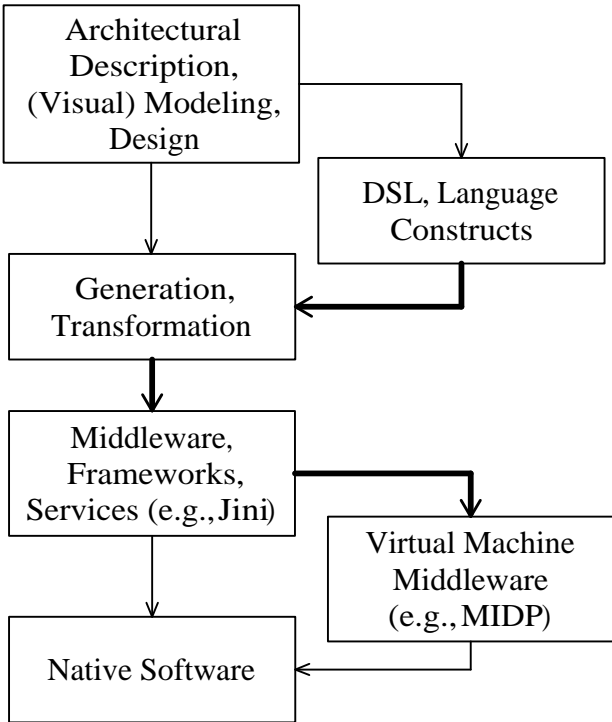 Architectural
Description,
(Visual) Modeling,
Design
DSL, Language
Constructs
Generation,
Transformation
Middleware,
Frameworks,
Services (e.g., Jini)
Virtual Machine
Middleware
(e.g., MIDP)
Native Software